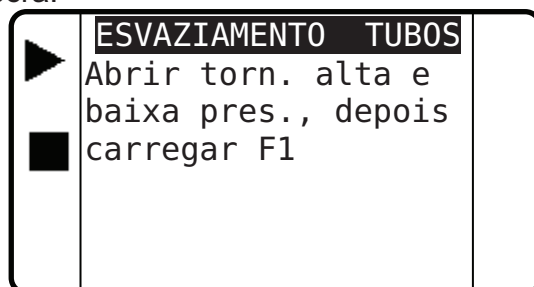 ESVAZIAMENTO TUBOS
Abrir torn. alta e
baixa pres., depois
carregar F1